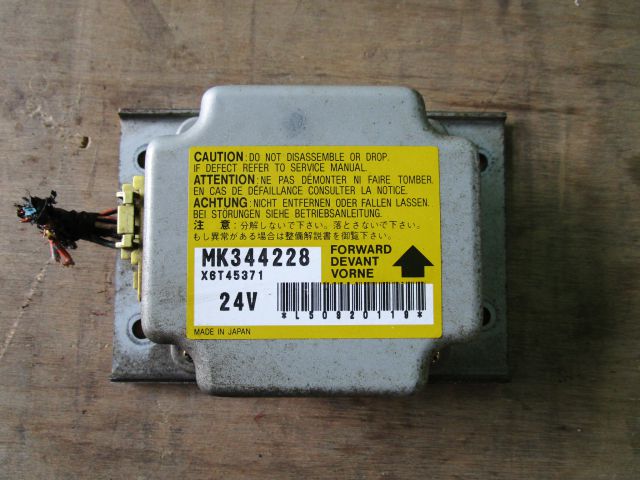 CAUTION: DO NOT DISASSEMBLE OR DROP.
IF DEFECT REFER TO SERVICE MANUAL.
ATTENTION: NE PAS DÉMONTER NI FAIRE TOMBER.
EN CAS DE DÉFAILLANCE CONSULTER LA NOTICE.
ACHTUNG: NICHT ENTFERNEN ODER FALLEN LASSEN.
BEI STORUNGEN SIEHE BETRIEBSANLEITUNG.
注 意:分解しないで下さい。落とさないで下さい。
もし異常がある場合は整備解説書を御覧下さい。
MK344228
X6T45371
FORWARD
DEVANT
VORNE
24V
*L50820119*
MADE IN JAPAN